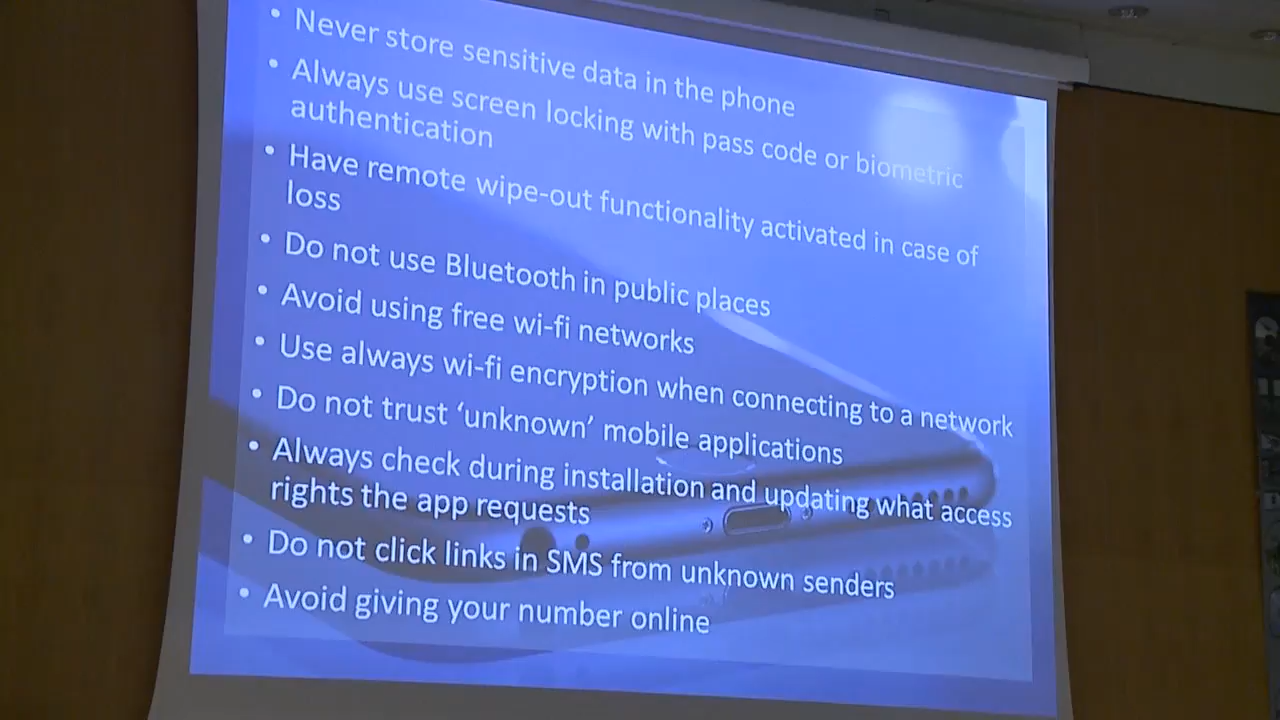 • Never store sensitive data in the phone
• Always use screen locking with pass code or biometric
authentication
• Have remote wipe-out functionality activated in case of
loss
• Do not use Bluetooth in public places
• Avoid using free wi-fi networks
• Use always wi-fi encryption when connecting to a network
• Do not trust ‘unknown’ mobile applications
• Always check during installation and updating what access
rights the app requests
• Do not click links in SMS from unknown senders
• Avoid giving your number online